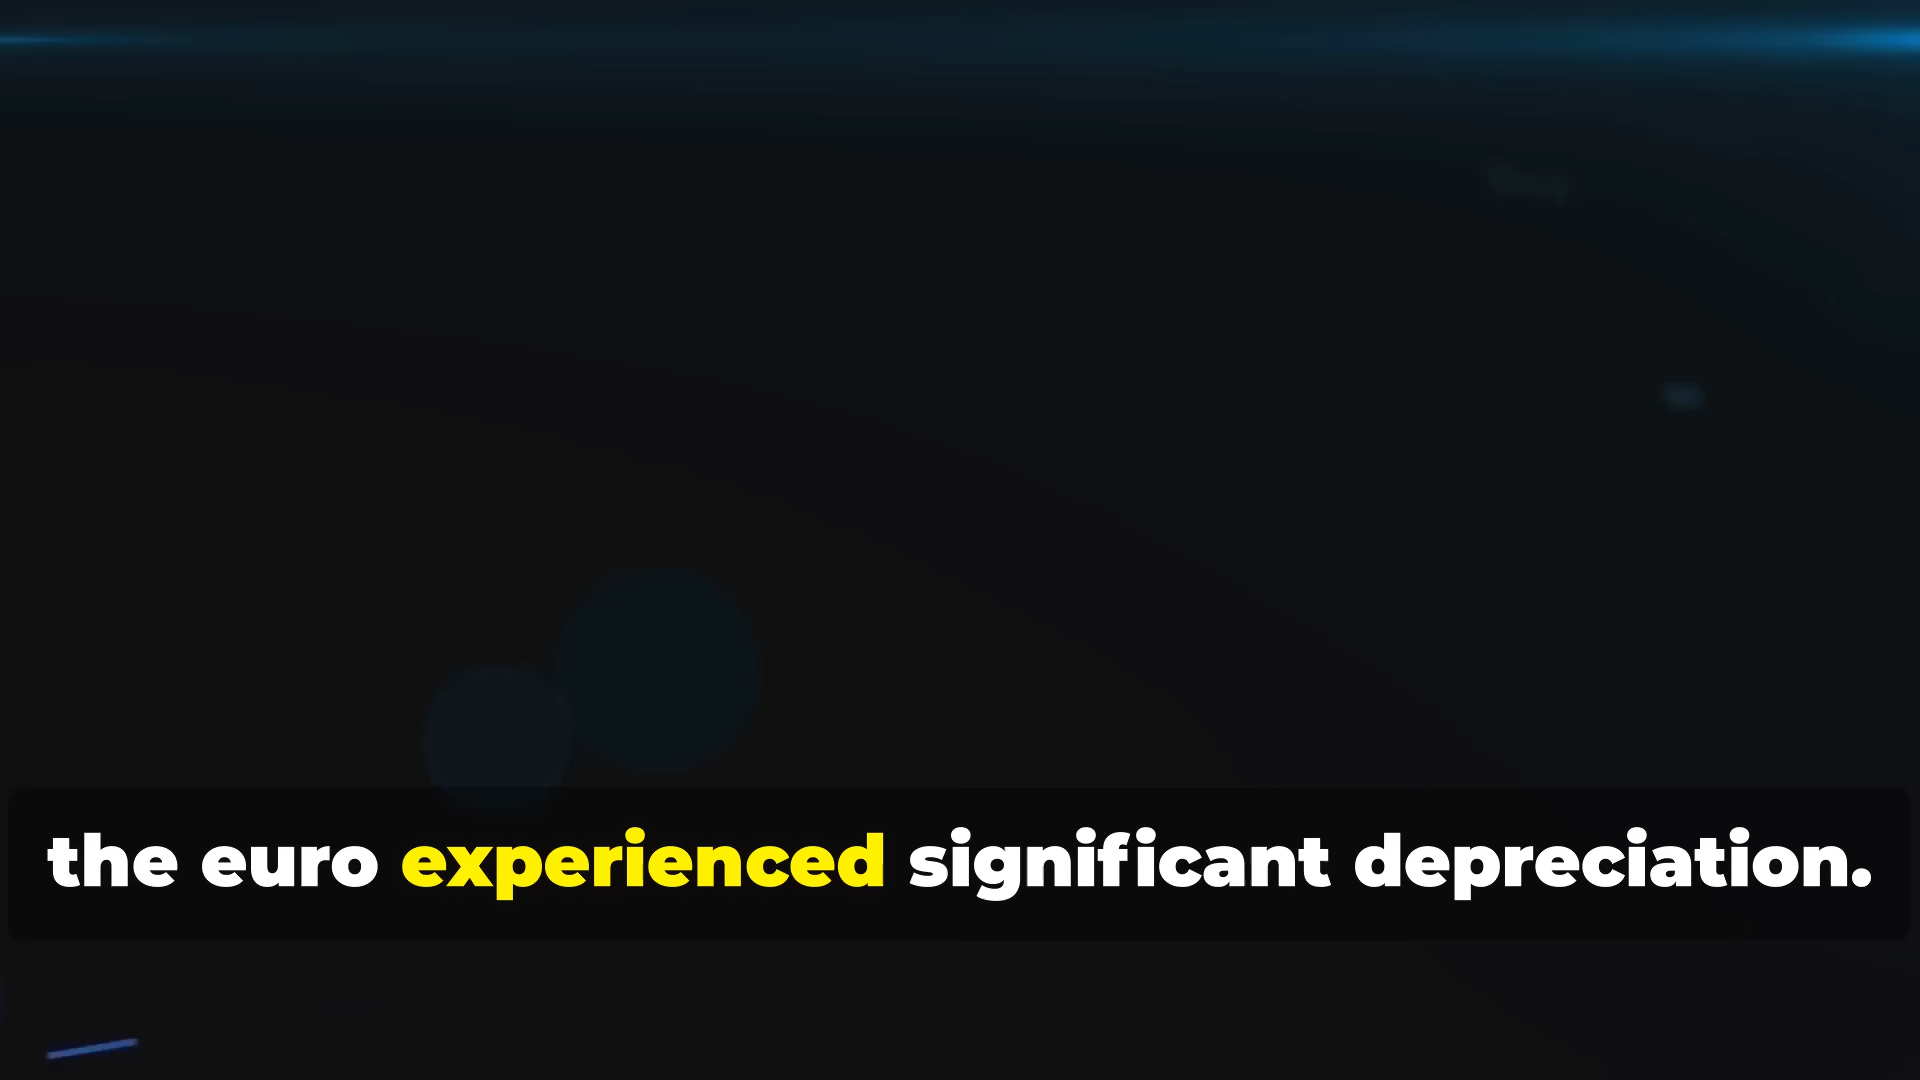 the euro experienced significant depreciation.